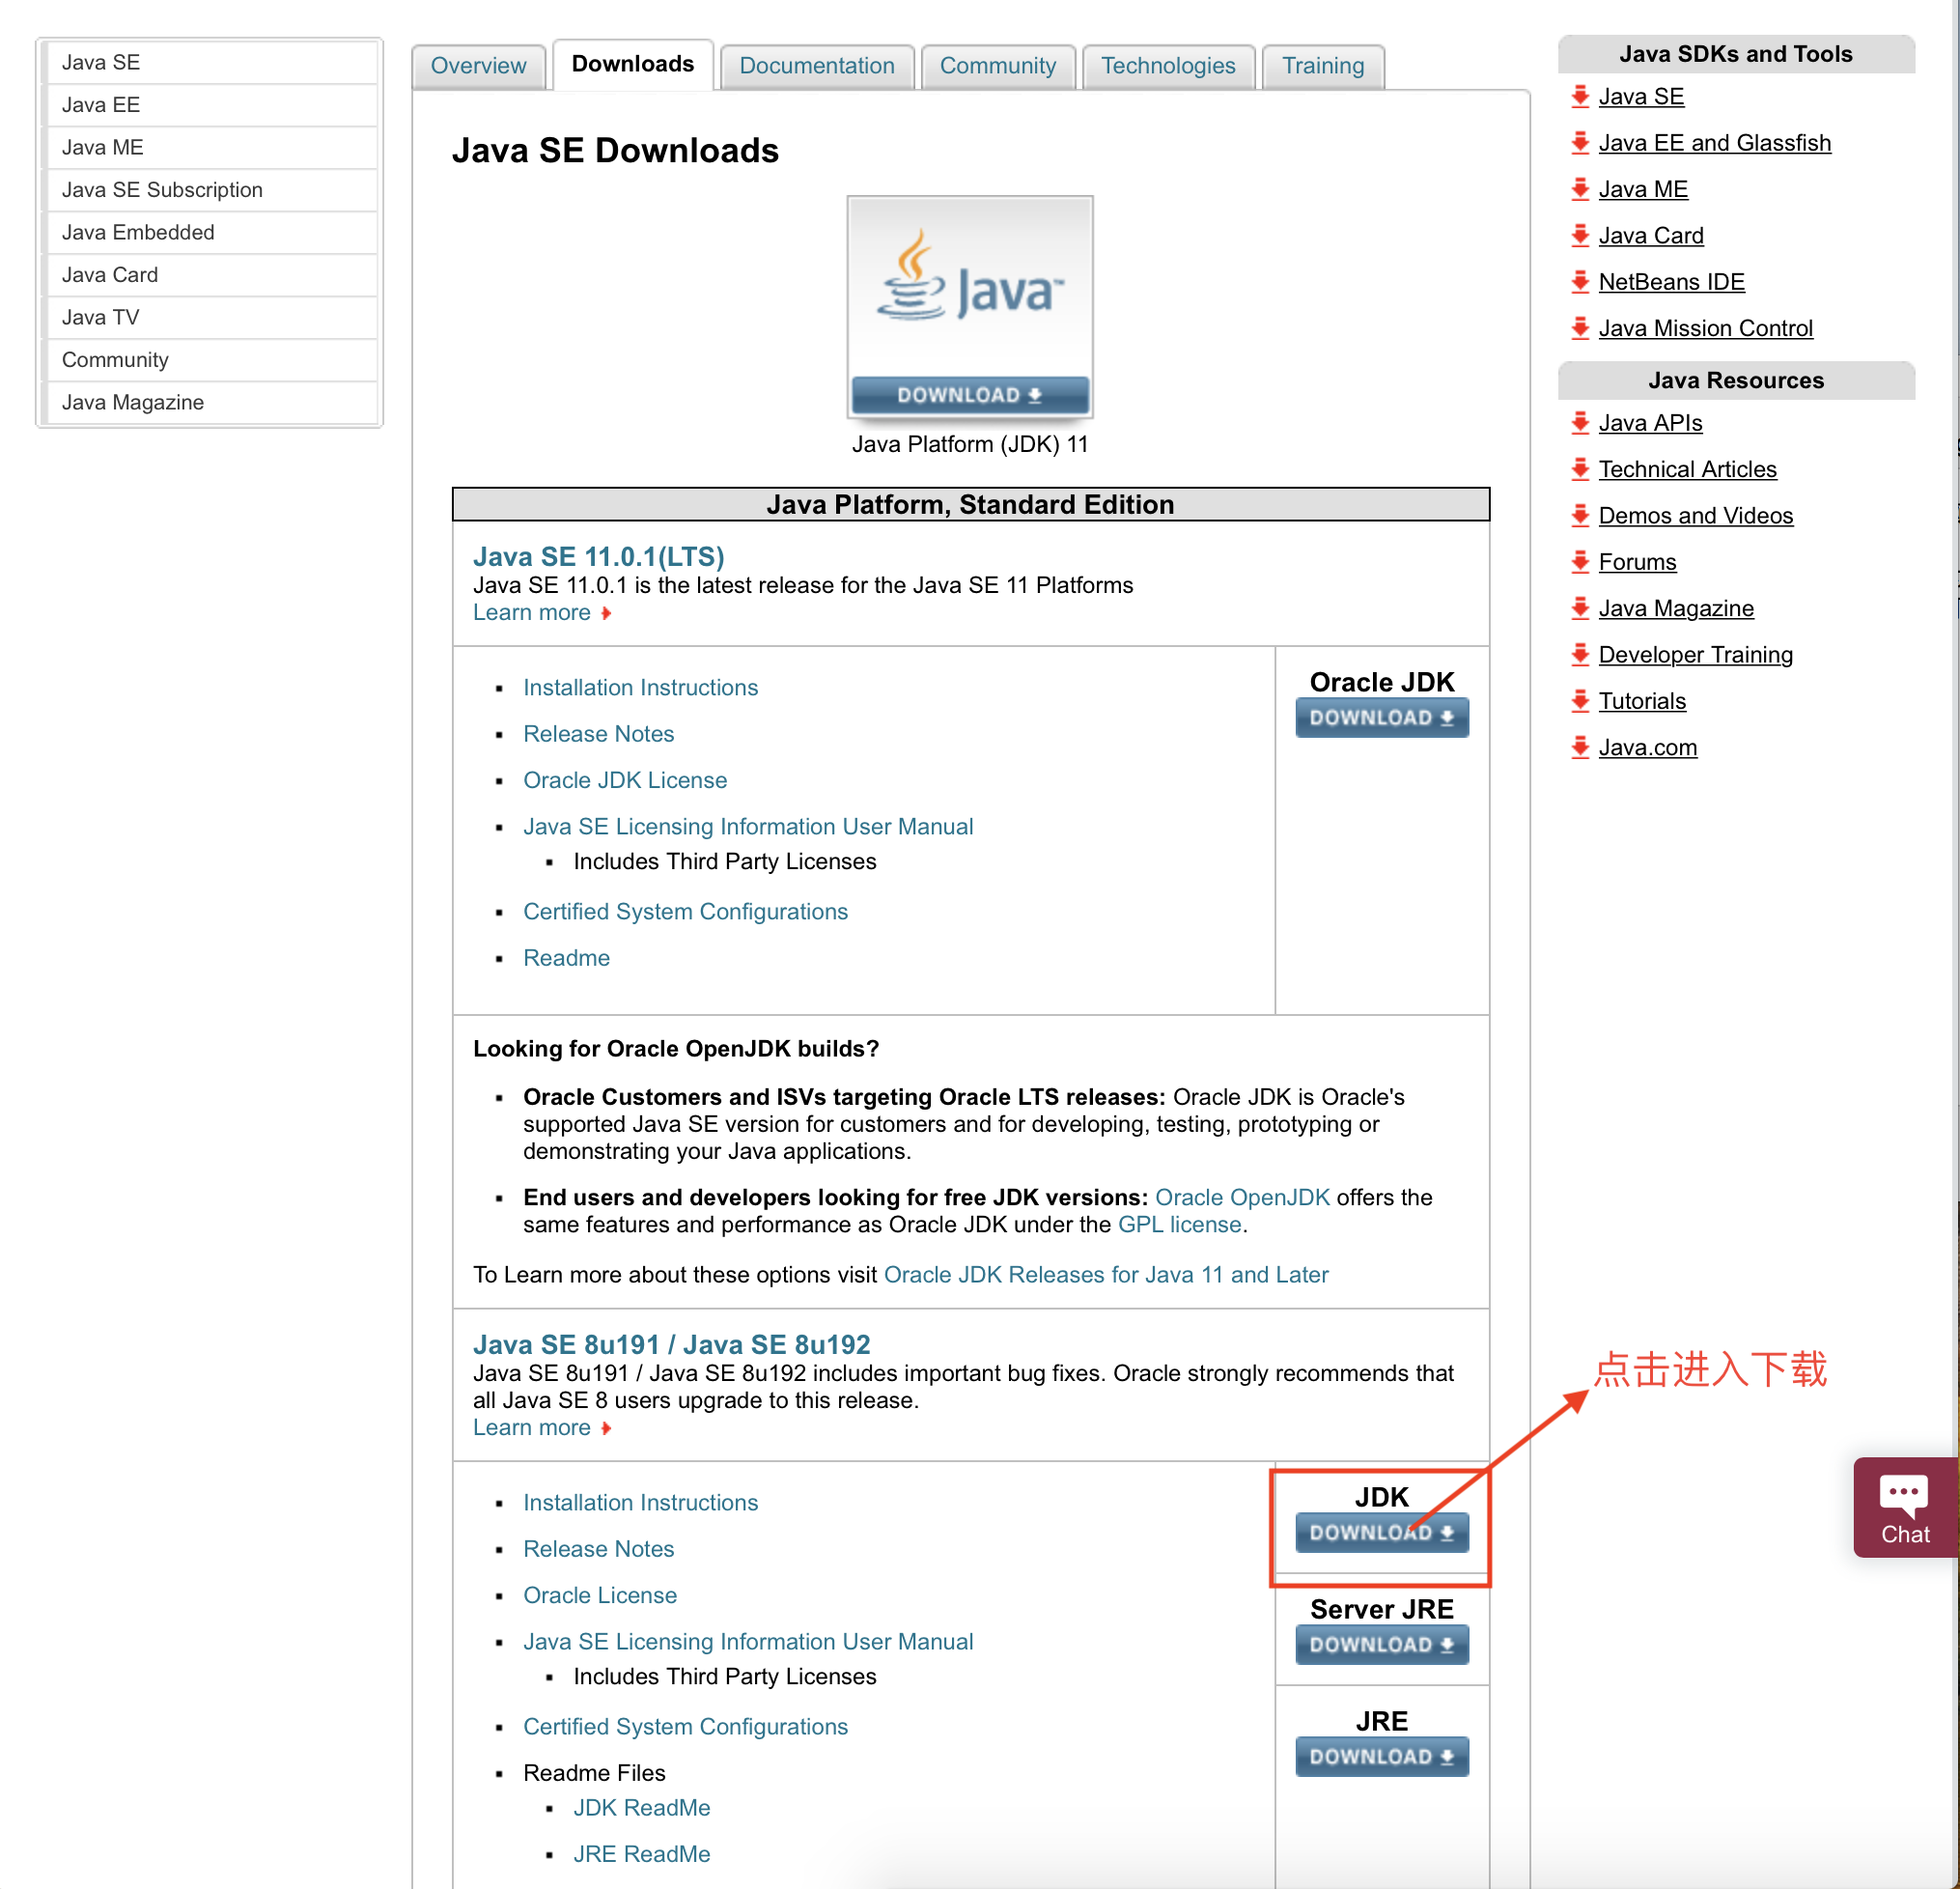 Java SE
Java EE
Java ME
Java SE Subscription
Java Embedded
Java Card
Java TV
Community
Java Magazine
Overview
Downloads
Documentation
Community
Technologies
Training
Java SE Downloads
Java™
DOWNLOAD
Java Platform (JDK) 11
Java Platform, Standard Edition
Java SE 11.0.1(LTS)
Java SE 11.0.1 is the latest release for the Java SE 11 Platforms
Learn more
Installation Instructions
Release Notes
Oracle JDK License
Java SE Licensing Information User Manual
Includes Third Party Licenses
Certified System Configurations
Readme
Oracle JDK
DOWNLOAD
Looking for Oracle OpenJDK builds?
Oracle Customers and ISVs targeting Oracle LTS releases: Oracle JDK is Oracle's
supported Java SE version for customers and for developing, testing, prototyping or
demonstrating your Java applications.
End users and developers looking for free JDK versions: Oracle OpenJDK offers the
same features and performance as Oracle JDK under the GPL license.
To Learn more about these options visit Oracle JDK Releases for Java 11 and Later
Java SE 8u191 / Java SE 8u192
Java SE 8u191 / Java SE 8u192 includes important bug fixes. Oracle strongly recommends that
all Java SE 8 users upgrade to this release.
Learn more
Installation Instructions
Release Notes
Oracle License
Java SE Licensing Information User Manual
Includes Third Party Licenses
Certified System Configurations
Readme Files
JDK ReadMe
JRE ReadMe
JDK
DOWNLOAD
Server JRE
DOWNLOAD
JRE
DOWNLOAD
Java SDKs and Tools
Java SE
Java EE and Glassfish
Java ME
Java Card
NetBeans IDE
Java Mission Control
Java Resources
Java APIs
Technical Articles
Demos and Videos
Forums
Java Magazine
Developer Training
Tutorials
Java.com
点击进入下载
Chat